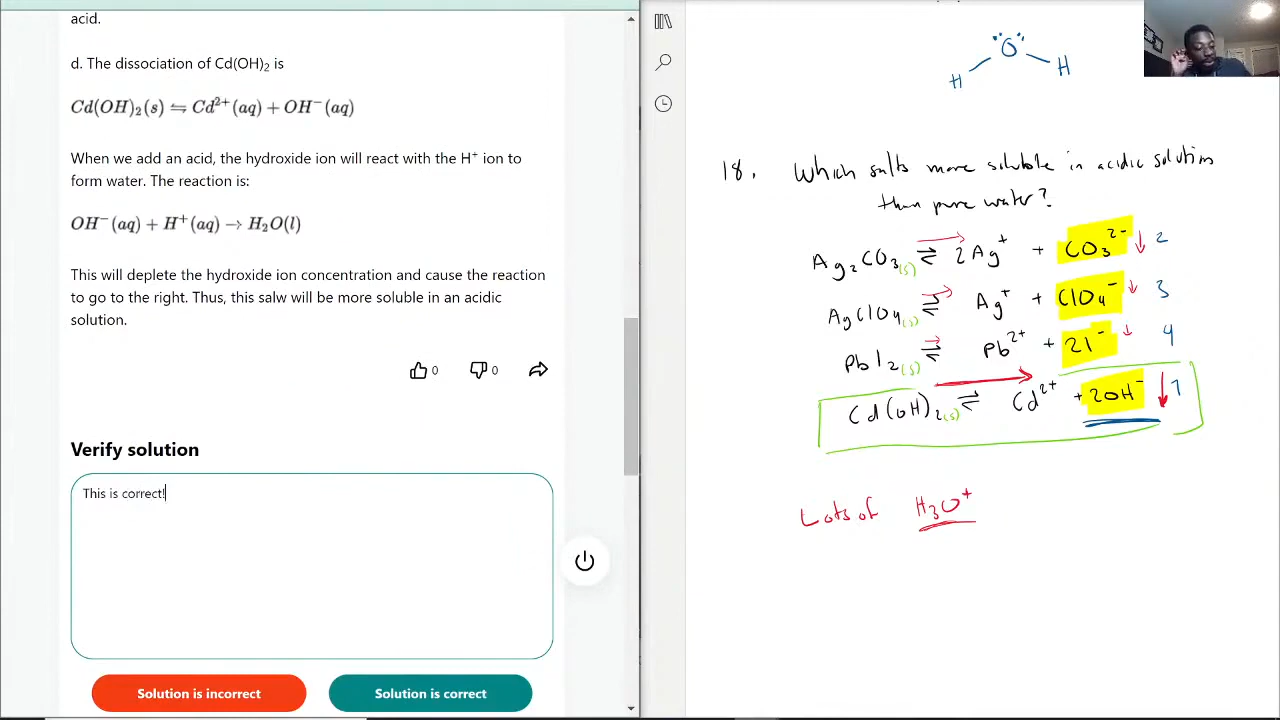 acid.
d. The dissociation of Cd(OH)₂ is
Cd(OH)₂(s) ⇋ Cd²⁺(aq) + OH⁻(aq)
When we add an acid, the hydroxide ion will react with the H⁺ ion to
form water. The reaction is:
OH⁻(aq) + H⁺(aq) → H₂O(l)
This will deplete the hydroxide ion concentration and cause the reaction
to go to the right. Thus, this salw will be more soluble in an acidic
solution.
0 0
Verify solution
This is correct!
Solution is incorrect Solution is correct
O
H H
18. Which salts more soluble in acidic solution
than pure water?
Ag₂CO₃(s) ⇌ 2Ag⁺ + CO₃²⁻ ↓ 2
AgClO₄(s) ⇌ Ag⁺ + ClO₄⁻ ↓ 3
PbI₂(s) ⇌ Pb²⁺ + 2I⁻ ↓ 4
Cd(OH)₂(s) ⇌ Cd²⁺ + 2OH⁻ ↓ 1
Lots of H₃O⁺